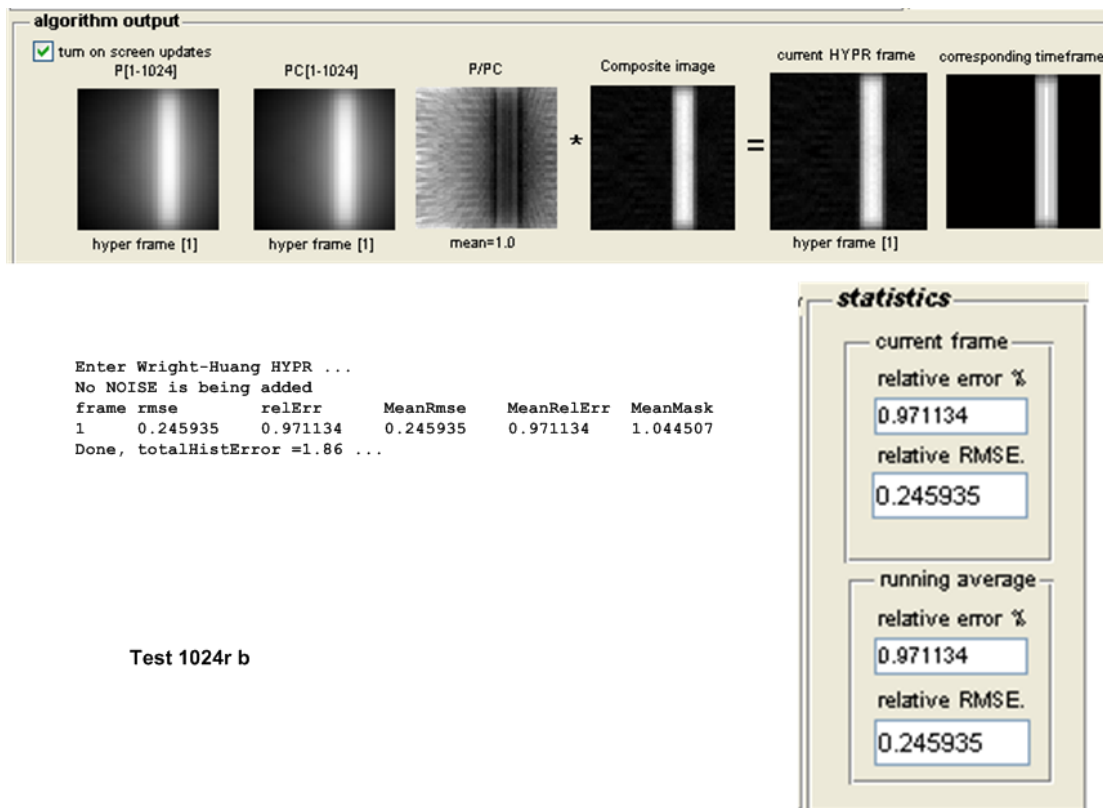 algorithm output
turn on screen updates
P[1-1024]
PC[1-1024]
P/PC
Composite image
current HYPR frame
corresponding timeframe
*
=
hyper frame [1]
hyper frame [1]
mean=1.0
hyper frame [1]
Enter Wright-Huang HYPR ...
No NOISE is being added
frame rmse relErr MeanRmse MeanRelErr MeanMask
1 0.245935 0.971134 0.245935 0.971134 1.044507
Done, totalHistError =1.86 ...
Test 1024r b
statistics
current frame
relative error %
0.971134
relative RMSE.
0.245935
running average
relative error %
0.971134
relative RMSE.
0.245935